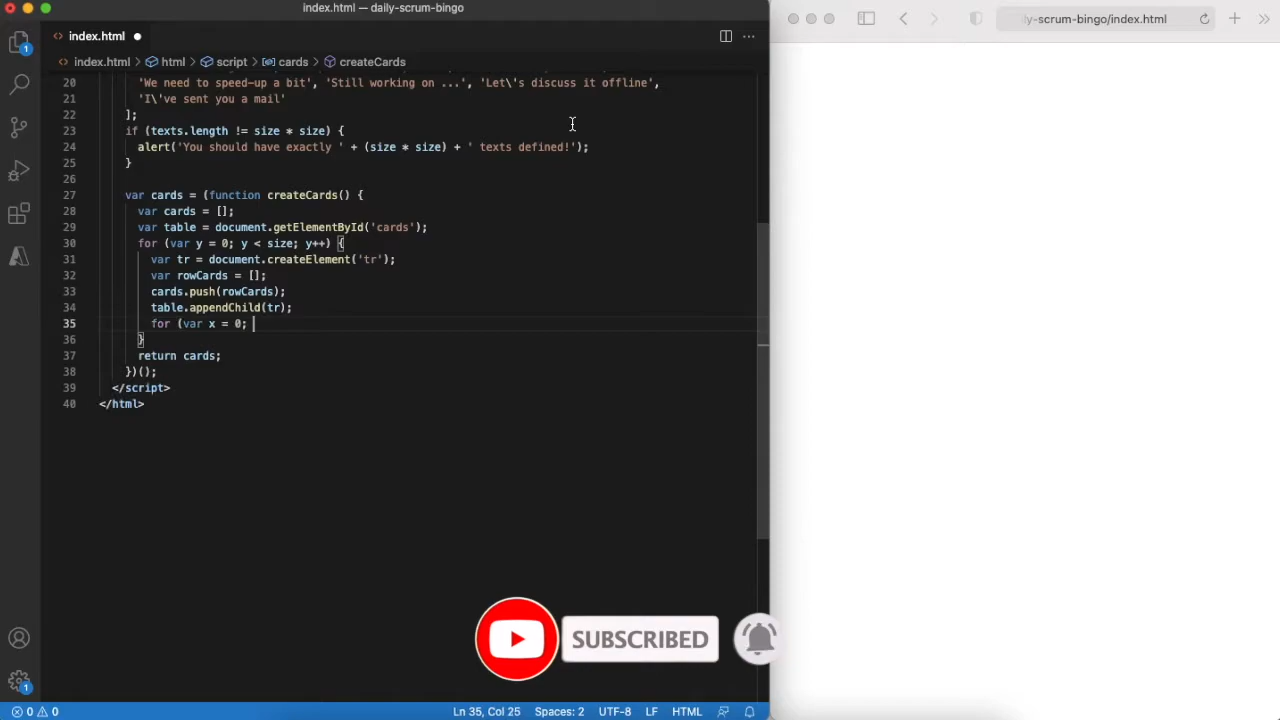 index.html — daily-scrum-bingo
index.html
index.html > html > script > cards > createCards
20 'We need to speed-up a bit', 'Still working on ...', 'Let\'s discuss it offline',
21 'I\'ve sent you a mail'
22 ];
23 if (texts.length != size * size) {
24 alert('You should have exactly ' + (size * size) + ' texts defined!');
25 }
26
27 var cards = (function createCards() {
28 var cards = [];
29 var table = document.getElementById('cards');
30 for (var y = 0; y < size; y++) {
31 var tr = document.createElement('tr');
32 var rowCards = [];
33 cards.push(rowCards);
34 table.appendChild(tr);
35 for (var x = 0;
36 }
37 return cards;
38 })();
39 </script>
40 </html>
ly-scrum-bingo/index.html
1
SUBSCRIBED
1
0 0 Ln 35, Col 25 Spaces: 2 UTF-8 LF HTML